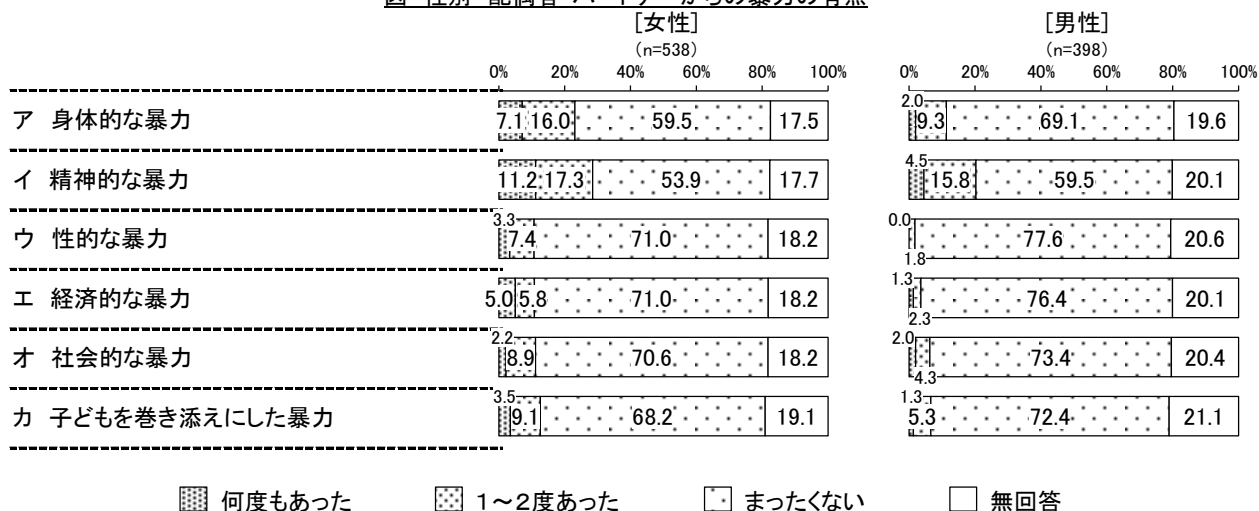 [女性]
(n=538)
0% 20% 40% 60% 80% 100%
[男性]
(n=398)
0% 20% 40% 60% 80% 100%
ア 身体的な暴力 7.1 16.0 59.5 17.5 2.0 9.3 69.1 19.6
イ 精神的な暴力 11.2 17.3 53.9 17.7 4.5 15.8 59.5 20.1
ウ 性的な暴力 3.3 7.4 71.0 18.2 0.0 1.8 77.6 20.6
エ 経済的な暴力 5.0 5.8 71.0 18.2 1.3 2.3 76.4 20.1
オ 社会的な暴力 2.2 8.9 70.6 18.2 2.0 4.3 73.4 20.4
カ 子どもを巻き添えにした暴力 3.5 9.1 68.2 19.1 1.3 5.3 72.4 21.1
何度もあった 1～2度あった まったくない 無回答